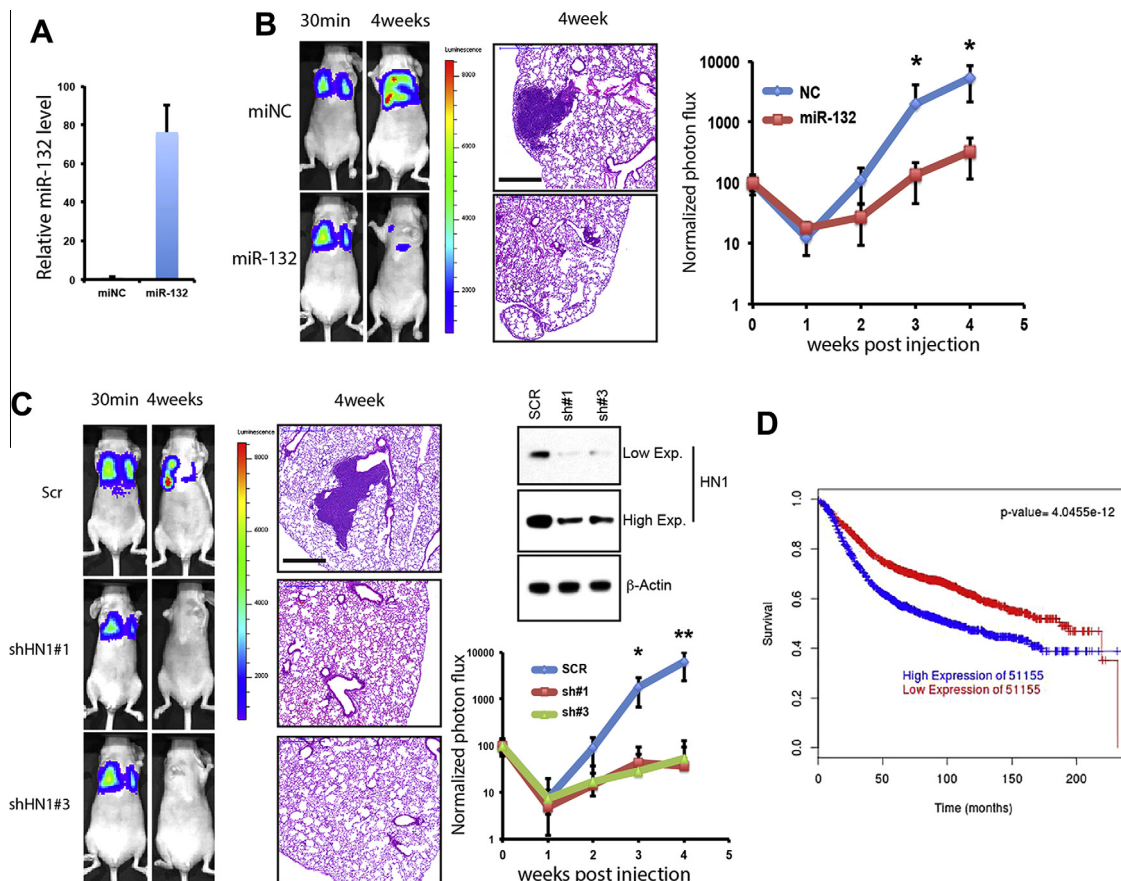 A
Relative miR-132 level
100
80
60
40
20
0
miNC
miR-132
B
30min
4weeks
4week
miNC
miR-132
Luminescence
8000
6000
4000
2000
Normalized photon flux
10000
1000
100
10
1
NC
miR-132
*
*
0
1
2
3
4
5
weeks post injection
C
30min
4weeks
4week
Scr
shHN1#1
shHN1#3
Luminescence
8000
6000
4000
2000
SCR
sh#1
sh#3
Low Exp.
High Exp.
HN1
β-Actin
Normalized photon flux
10000
1000
100
10
1
SCR
sh#1
sh#3
*
**
0
1
2
3
4
5
weeks post injection
D
Survival
1.0
0.8
0.6
0.4
0.2
0.0
p-value= 4.0455e-12
High Expression of 51155
Low Expression of 51155
0
50
100
150
200
Time (months)